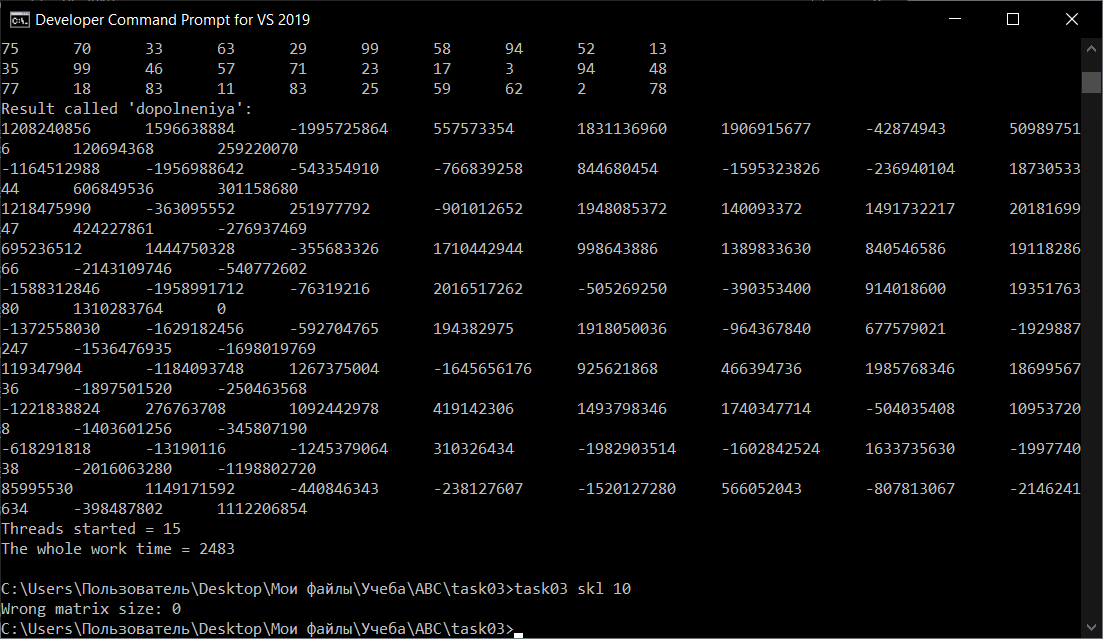 Developer Command Prompt for VS 2019
75 70 33 63 29 99 58 94 52 13
35 99 46 57 71 23 17 3 94 48
77 18 83 11 83 25 59 62 2 78
Result called 'dopolneniya':
1208240856 1596638884 -1995725864 557573354 1831136960 1906915677 -42874943 50989751
6 120694368 259220070
-1164512988 -1956988642 -543354910 -766839258 844680454 -1595323826 -236940104 18730533
44 606849536 301158680
1218475990 -363095552 251977792 -901012652 1948085372 140093372 1491732217 20181699
47 424227861 -276937469
695236512 1444750328 -355683326 1710442944 998643886 1389833630 840546586 19118286
66 -2143109746 -540772602
-1588312846 -1958991712 -76319216 2016517262 -505269250 -390353400 914018600 19351763
80 1310283764 0
-1372558030 -1629182456 -592704765 194382975 1918050036 -964367840 677579021 -1929887
247 -1536476935 -1698019769
119347904 -1184093748 1267375004 -1645656176 925621868 466394736 1985768346 18699567
36 -1897501520 -250463568
-1221838824 276763708 1092442978 419142306 1493798346 1740347714 -504035408 10953720
8 -1403601256 -345807190
-618291818 -13190116 -1245379064 310326434 -1982903514 -1602842524 1633735630 -1997740
38 -2016063280 -1198802720
85995530 1149171592 -440846343 -238127607 -1520127280 566052043 -807813067 -2146241
634 -398487802 1112206854
Threads started = 15
The whole work time = 2483
C:\Users\Пользователь\Desktop\Мои файлы\Учеба\ABC\task03>task03 skl 10
Wrong matrix size: 0
C:\Users\Пользователь\Desktop\Мои файлы\Учеба\ABC\task03>